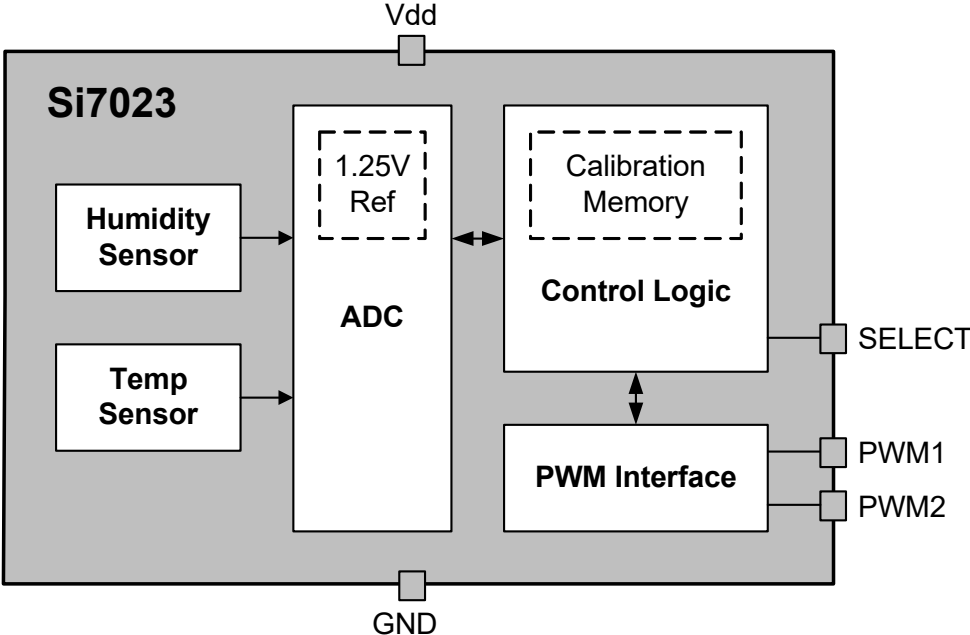 Vdd
Si7023
1.25V
Ref
Calibration
Memory
Humidity
Sensor
Control Logic
ADC
SELECT
Temp
Sensor
PWM1
PWM Interface
PWM2
GND